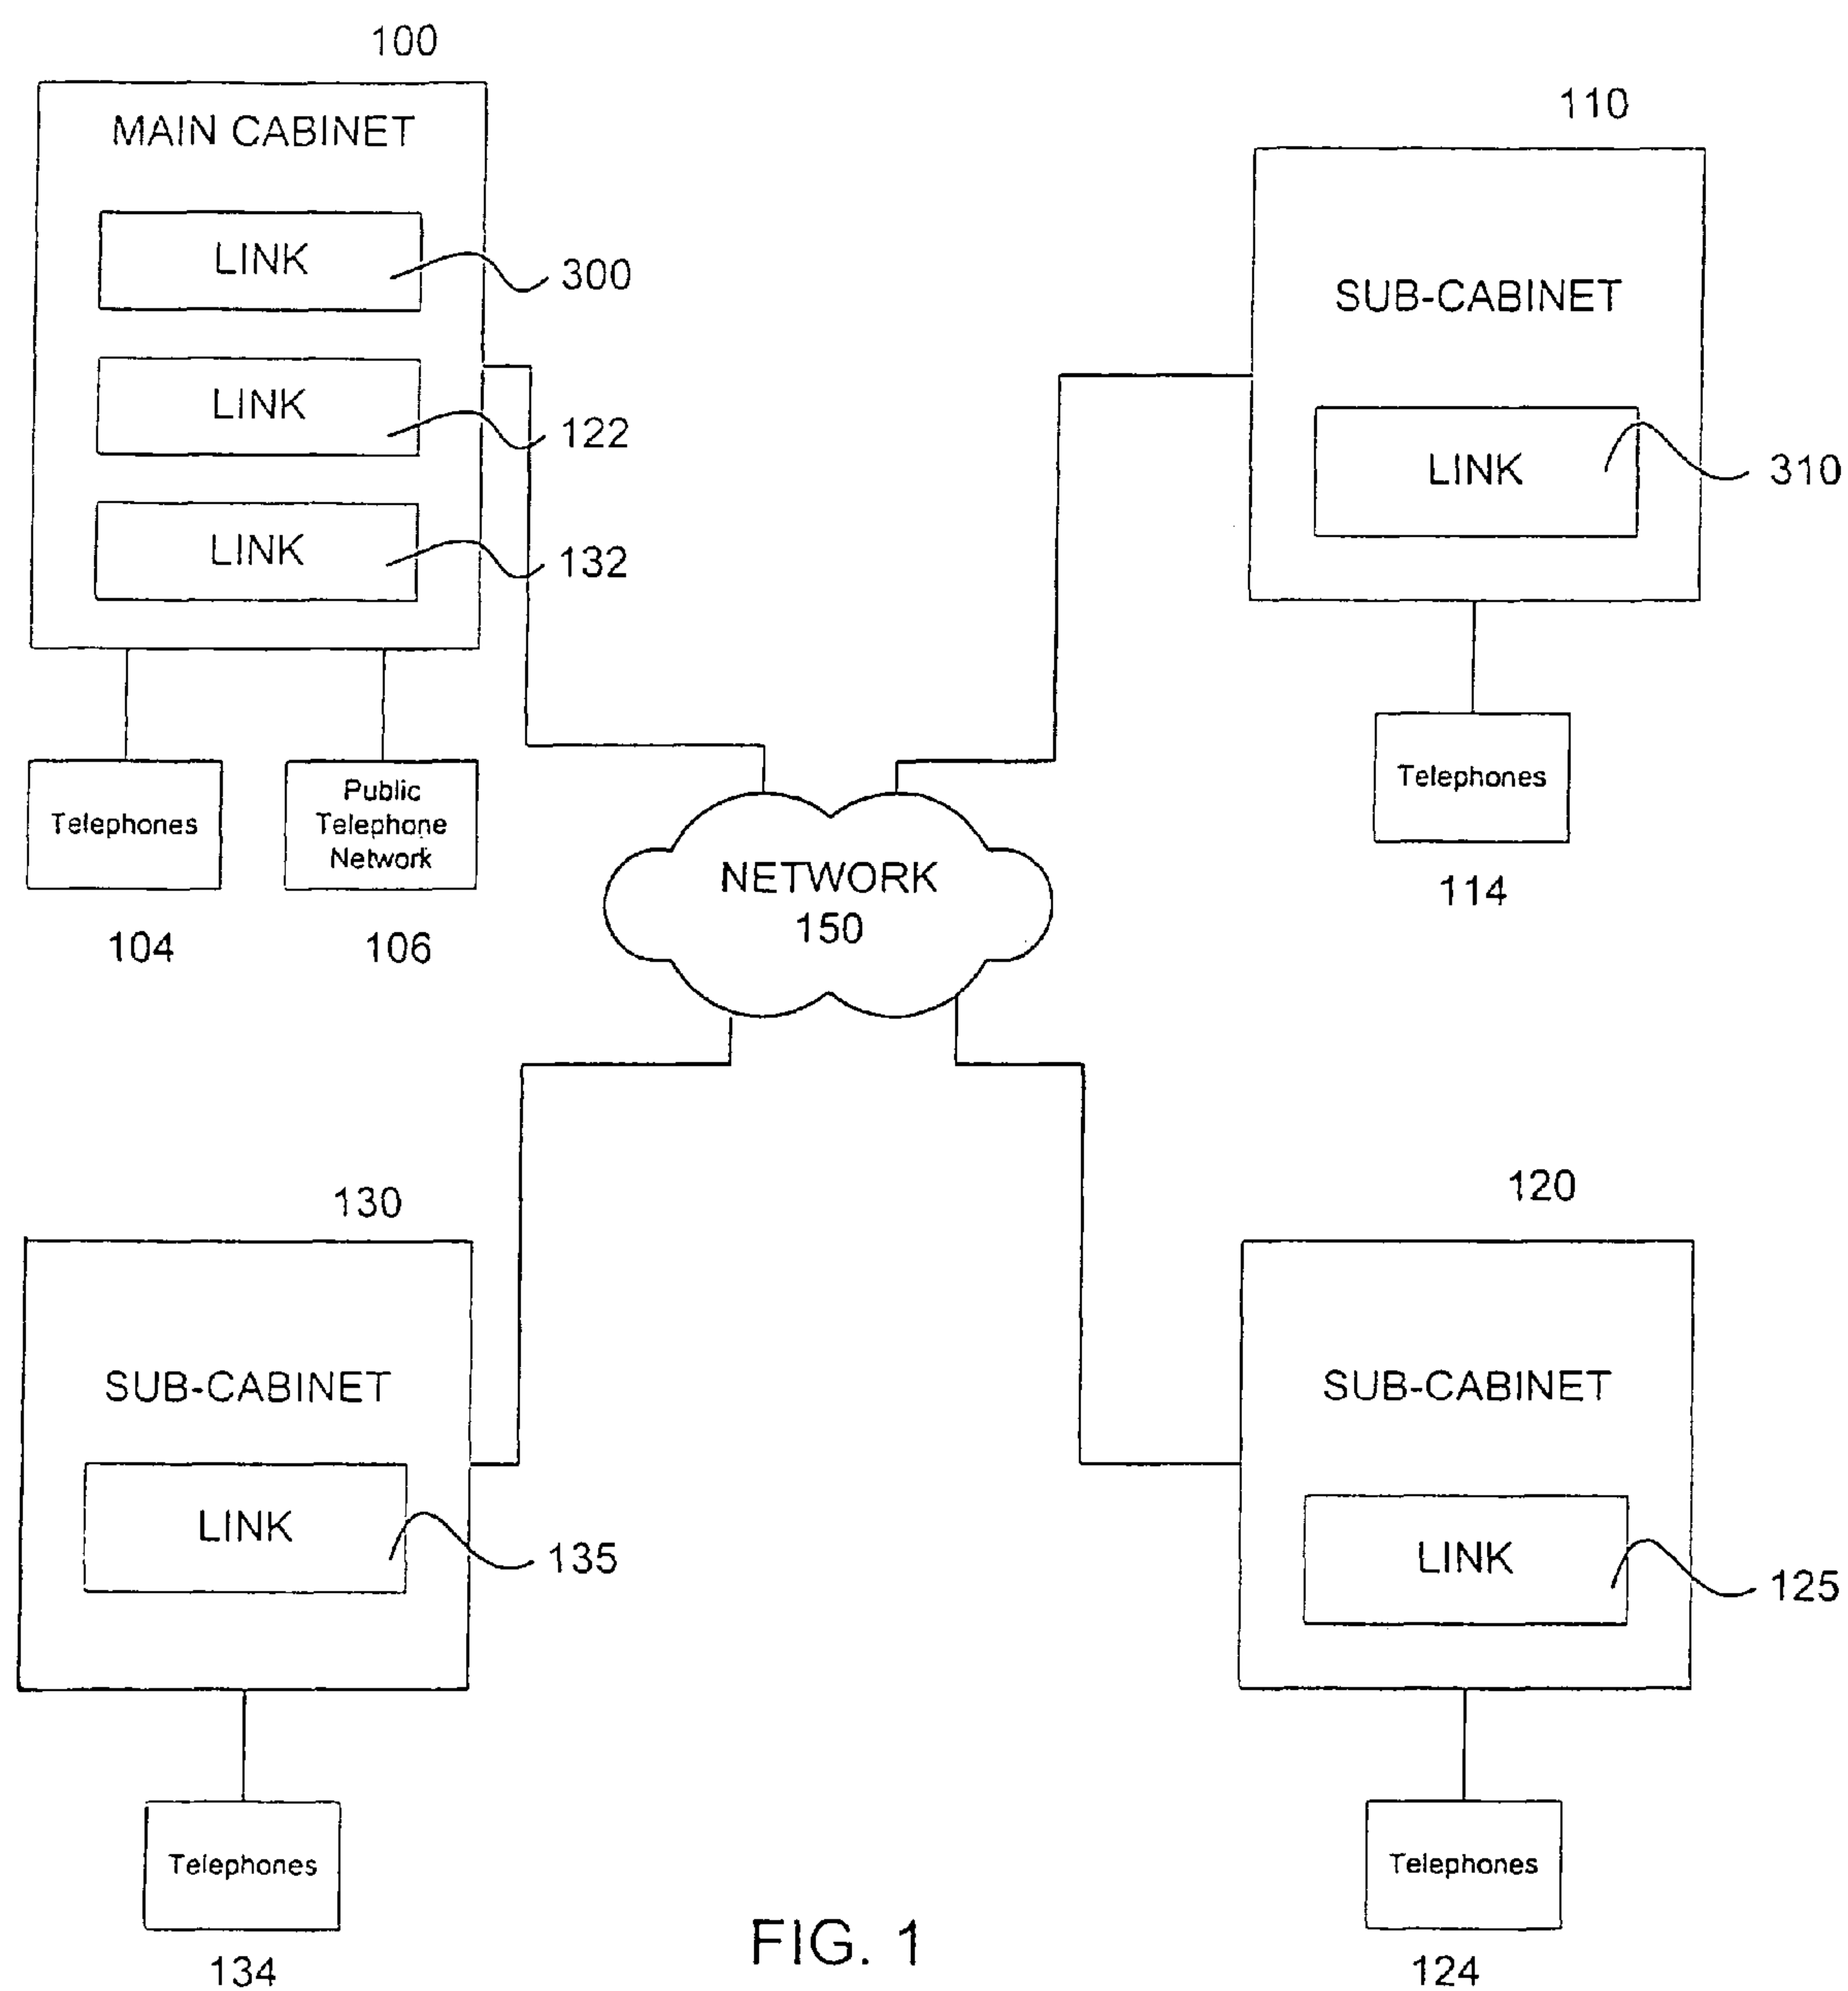 100
MAIN CABINET
LINK
300
LINK
122
LINK
132
Telephones
104
Public
Telephone
Network
106
110
SUB-CABINET
LINK
310
Telephones
114
NETWORK
150
130
SUB-CABINET
LINK
135
Telephones
134
120
SUB-CABINET
LINK
125
Telephones
124
FIG. 1